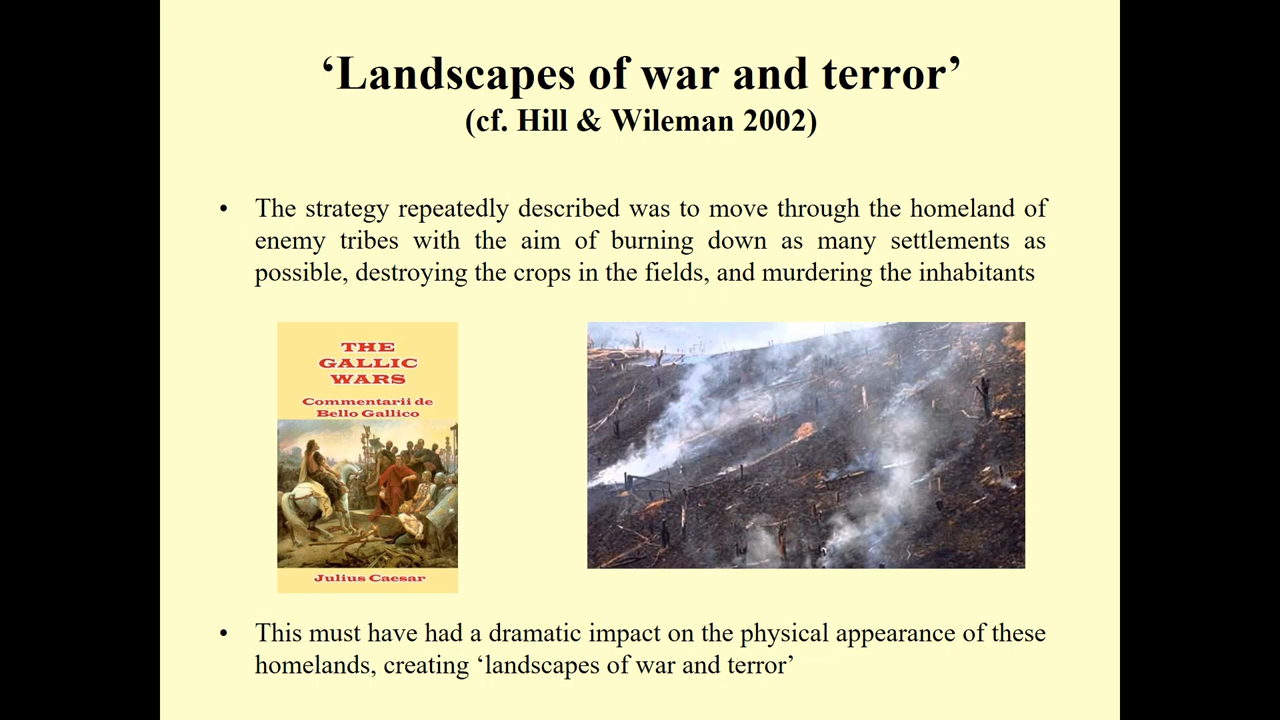 ‘Landscapes of war and terror’
(cf. Hill & Wileman 2002)
• The strategy repeatedly described was to move through the homeland of
enemy tribes with the aim of burning down as many settlements as
possible, destroying the crops in the fields, and murdering the inhabitants
THE
GALLIC
WARS
Commentarii de
Bello Gallico
Julius Caesar
• This must have had a dramatic impact on the physical appearance of these
homelands, creating ‘landscapes of war and terror’